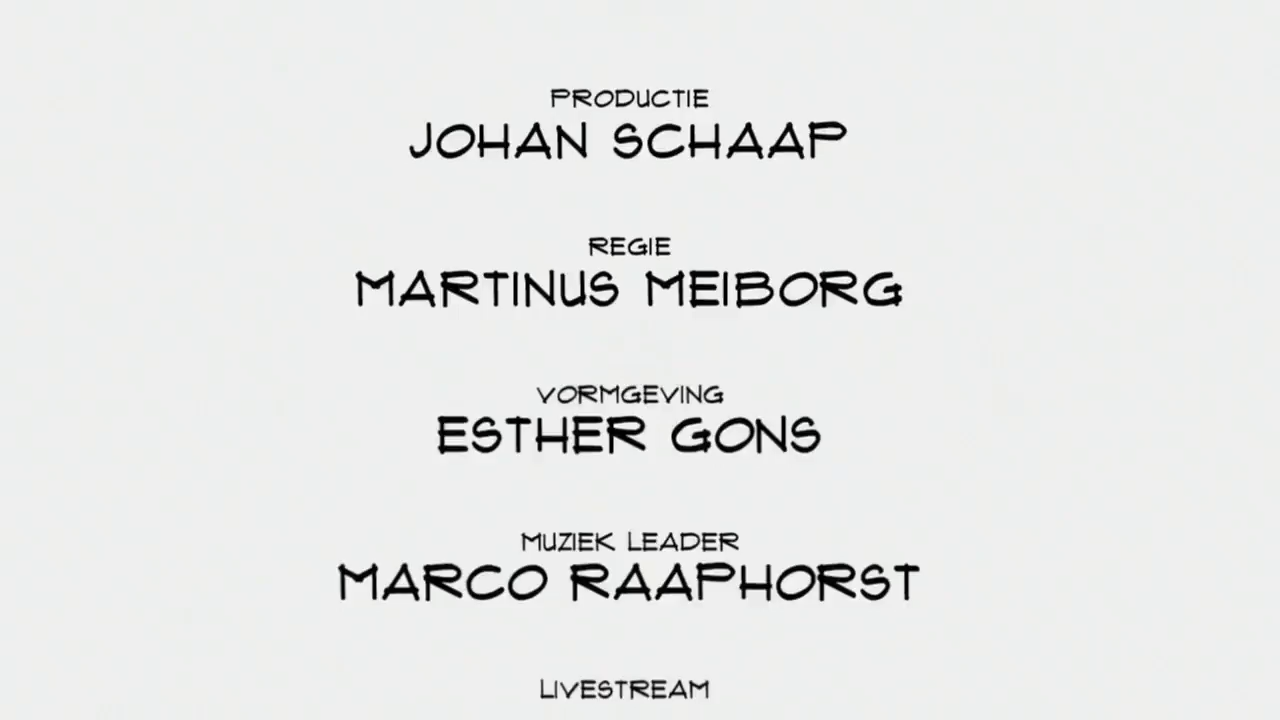 PRODUCTIE
JOHAN SCHAAP
REGIE
MARTINUS MEIBORG
VORMGEVING
ESTHER GONS
MUZIEK LEADER
MARCO RAAPHORST
LIVESTREAM